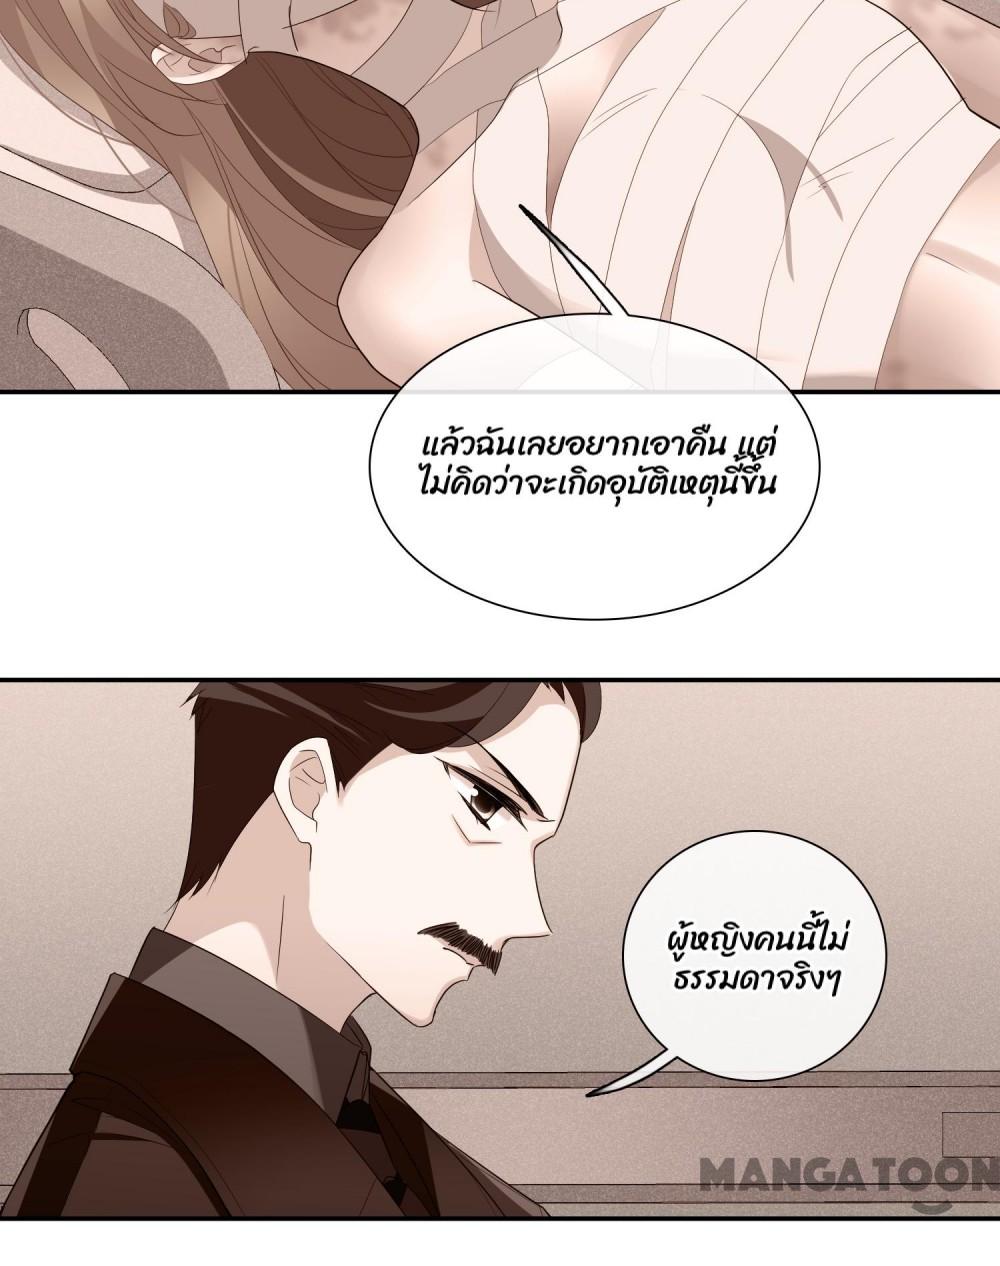 แล้วฉันเลยอยากเอาคืน แต่
ไม่คิดว่าจะเกิดอุบัติเหตุนี้ขึ้น
ผู้หญิงคนนี้ไม่
ธรรมดาจริงๆ
MANGATOON